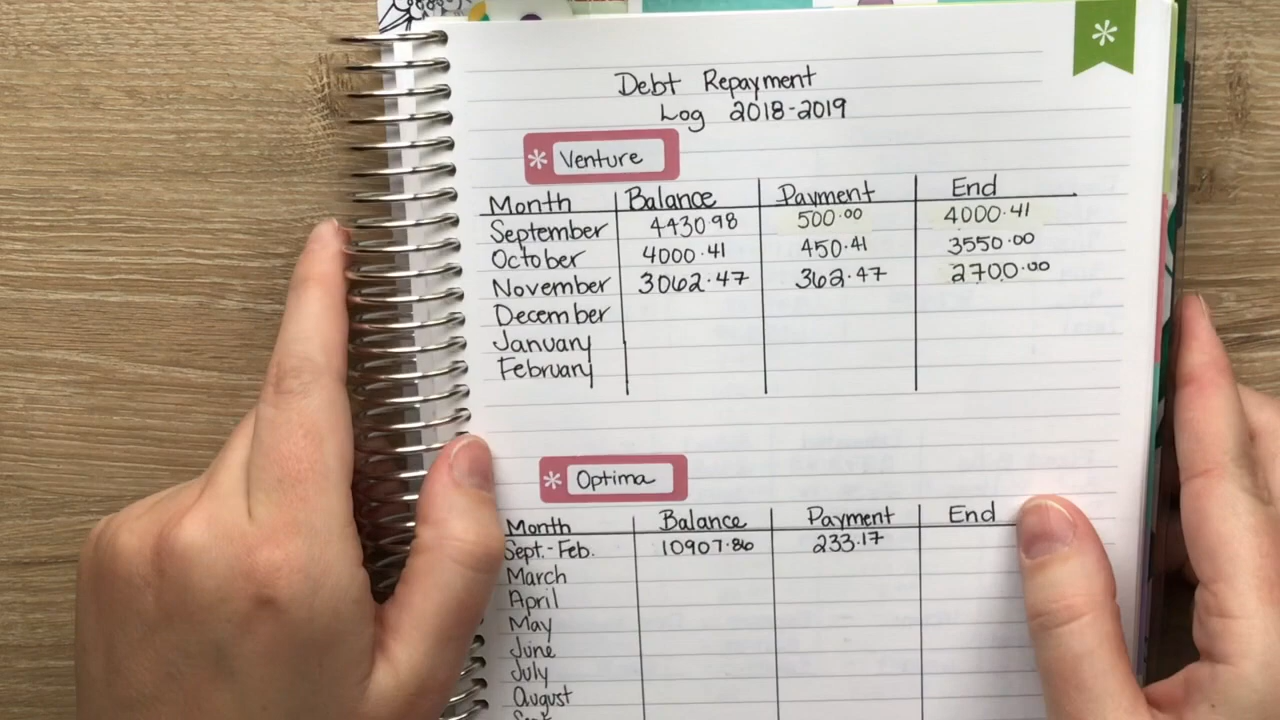 Debt Repayment
Log 2018-2019
* Venture
Month Balance Payment End
September 4430.98 500.00 4000.41
October 4000.41 450.41 3550.00
November 3062.47 362.47 2700.00
December
January
February
* Optima
Month Balance Payment End
Sept.-Feb. 10907.86 233.17
March
April
May
June
July
August